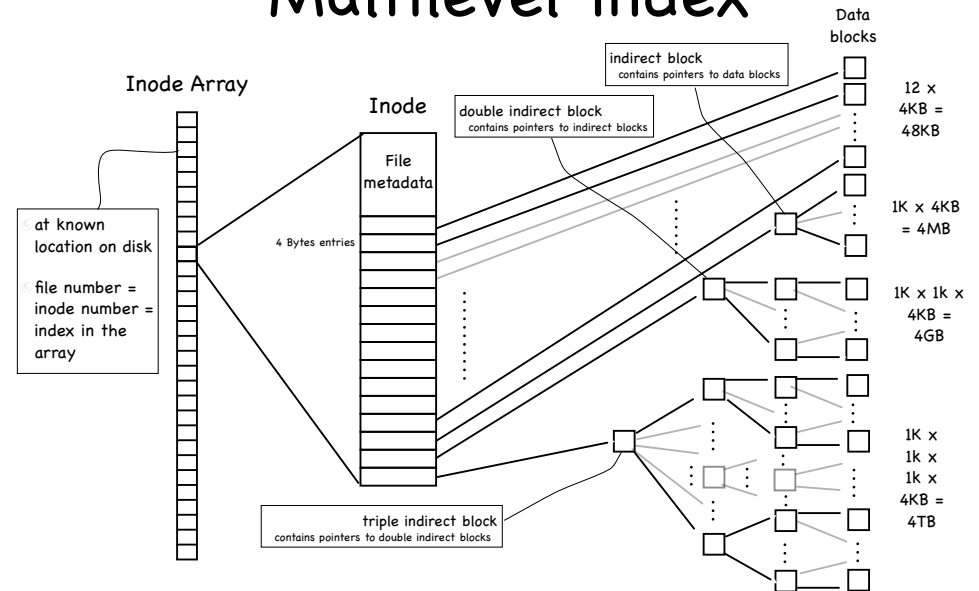 Multilevel index
Data
blocks
indirect block
contains pointers to data blocks
Inode Array
Inode
double indirect block
contains pointers to indirect blocks
12 x
4KB =
48KB
File
metadata
at known
location on disk
file number =
inode number =
index in the
array
4 Bytes entries
1K x 4KB
= 4MB
1K x 1k x
4KB =
4GB
1K x
1k x
1k x
4KB =
4TB
triple indirect block
contains pointers to double indirect blocks